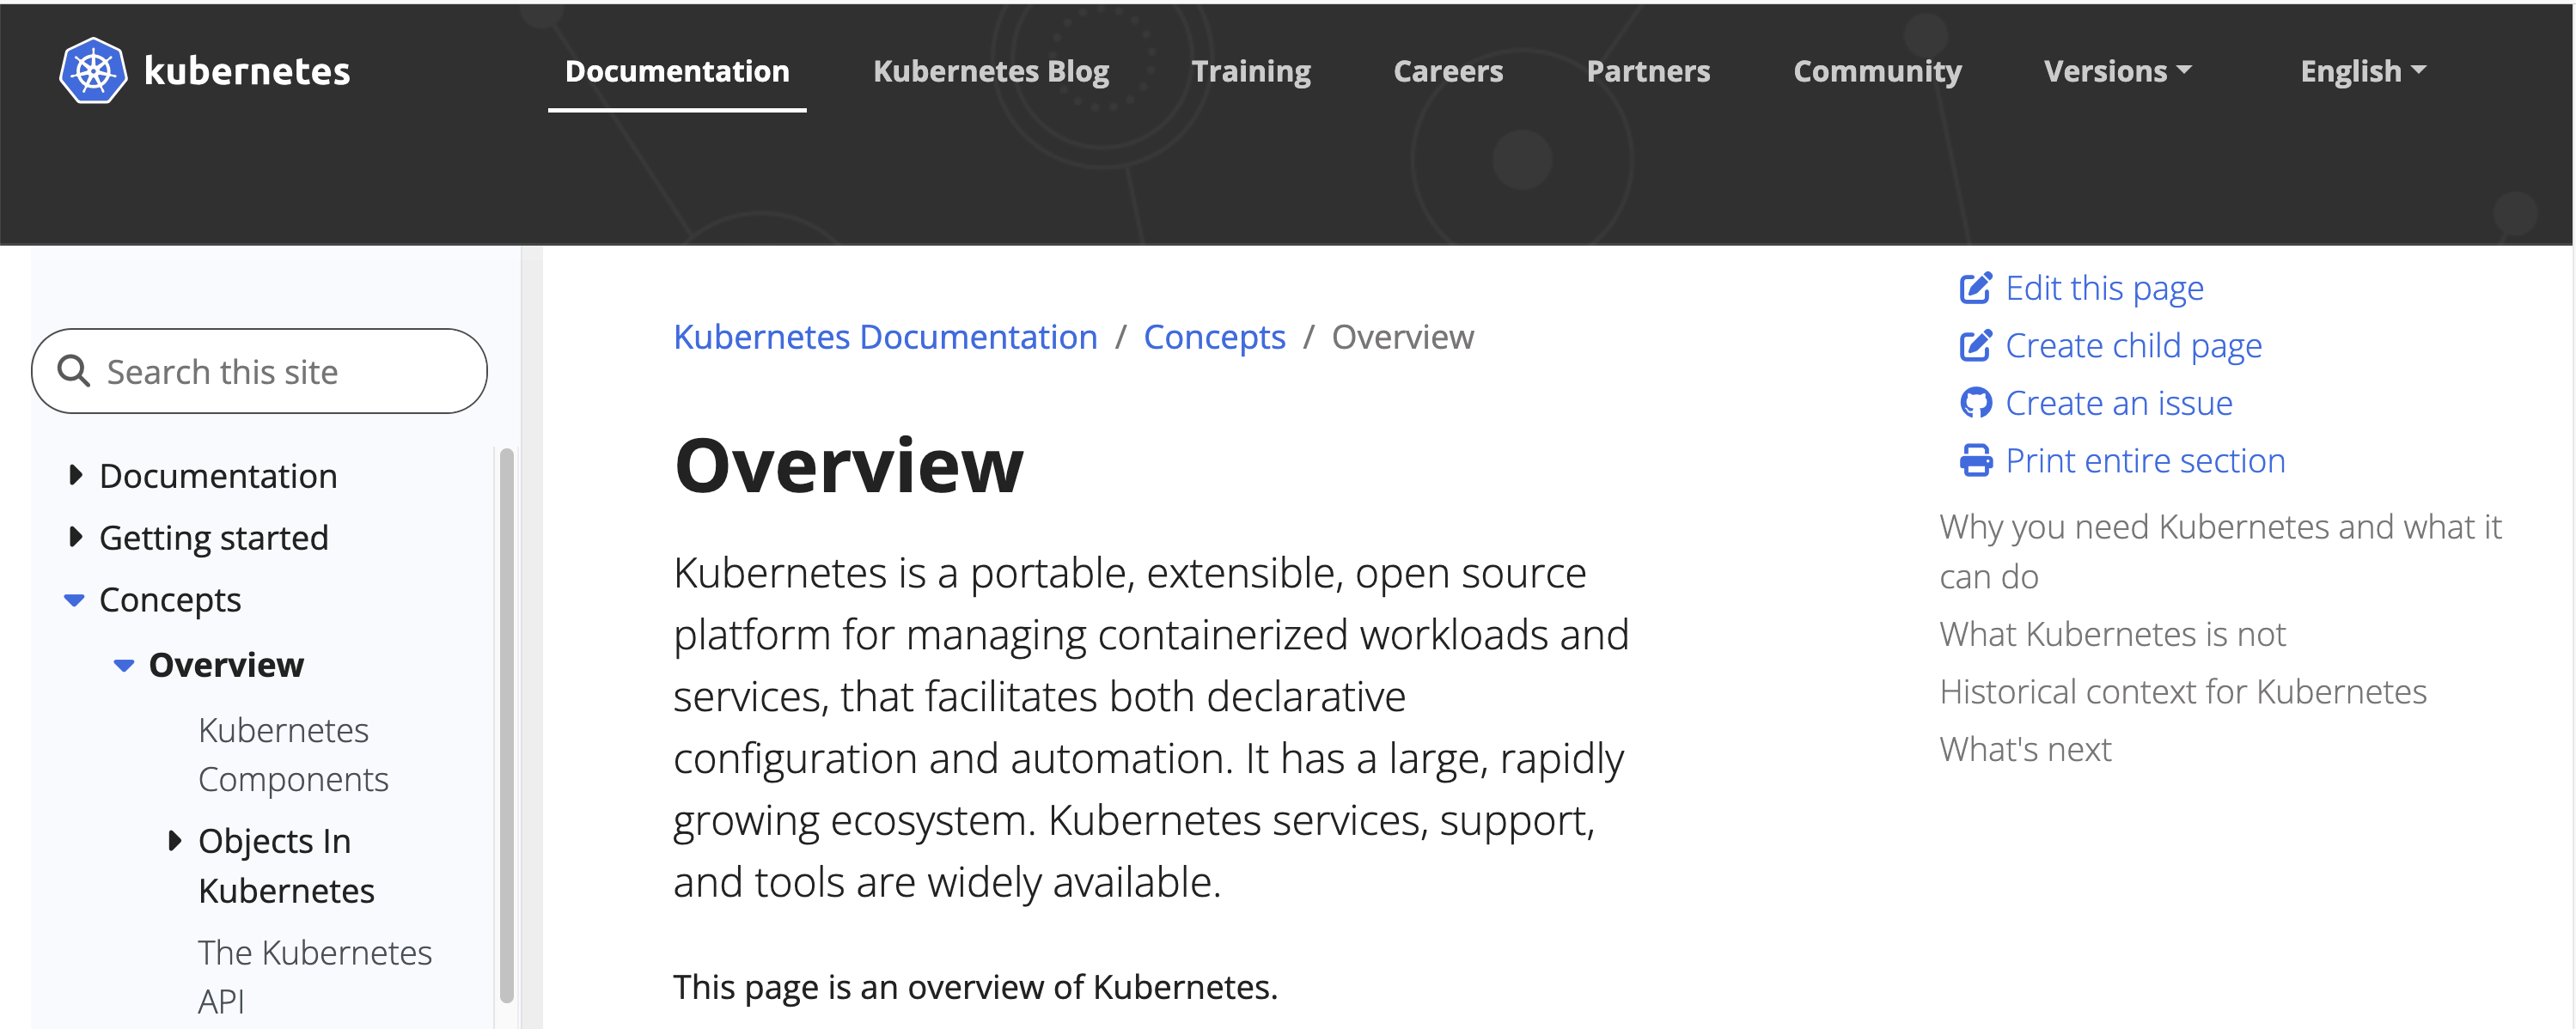 kubernetes
Documentation
Kubernetes Blog
Training
Careers
Partners
Community
Versions
English
Search this site
Documentation
Getting started
Concepts
Overview
Kubernetes
Components
Objects In
Kubernetes
The Kubernetes
API
Kubernetes Documentation / Concepts / Overview
Overview
Kubernetes is a portable, extensible, open source
platform for managing containerized workloads and
services, that facilitates both declarative
configuration and automation. It has a large, rapidly
growing ecosystem. Kubernetes services, support,
and tools are widely available.
This page is an overview of Kubernetes.
Edit this page
Create child page
Create an issue
Print entire section
Why you need Kubernetes and what it
can do
What Kubernetes is not
Historical context for Kubernetes
What's next